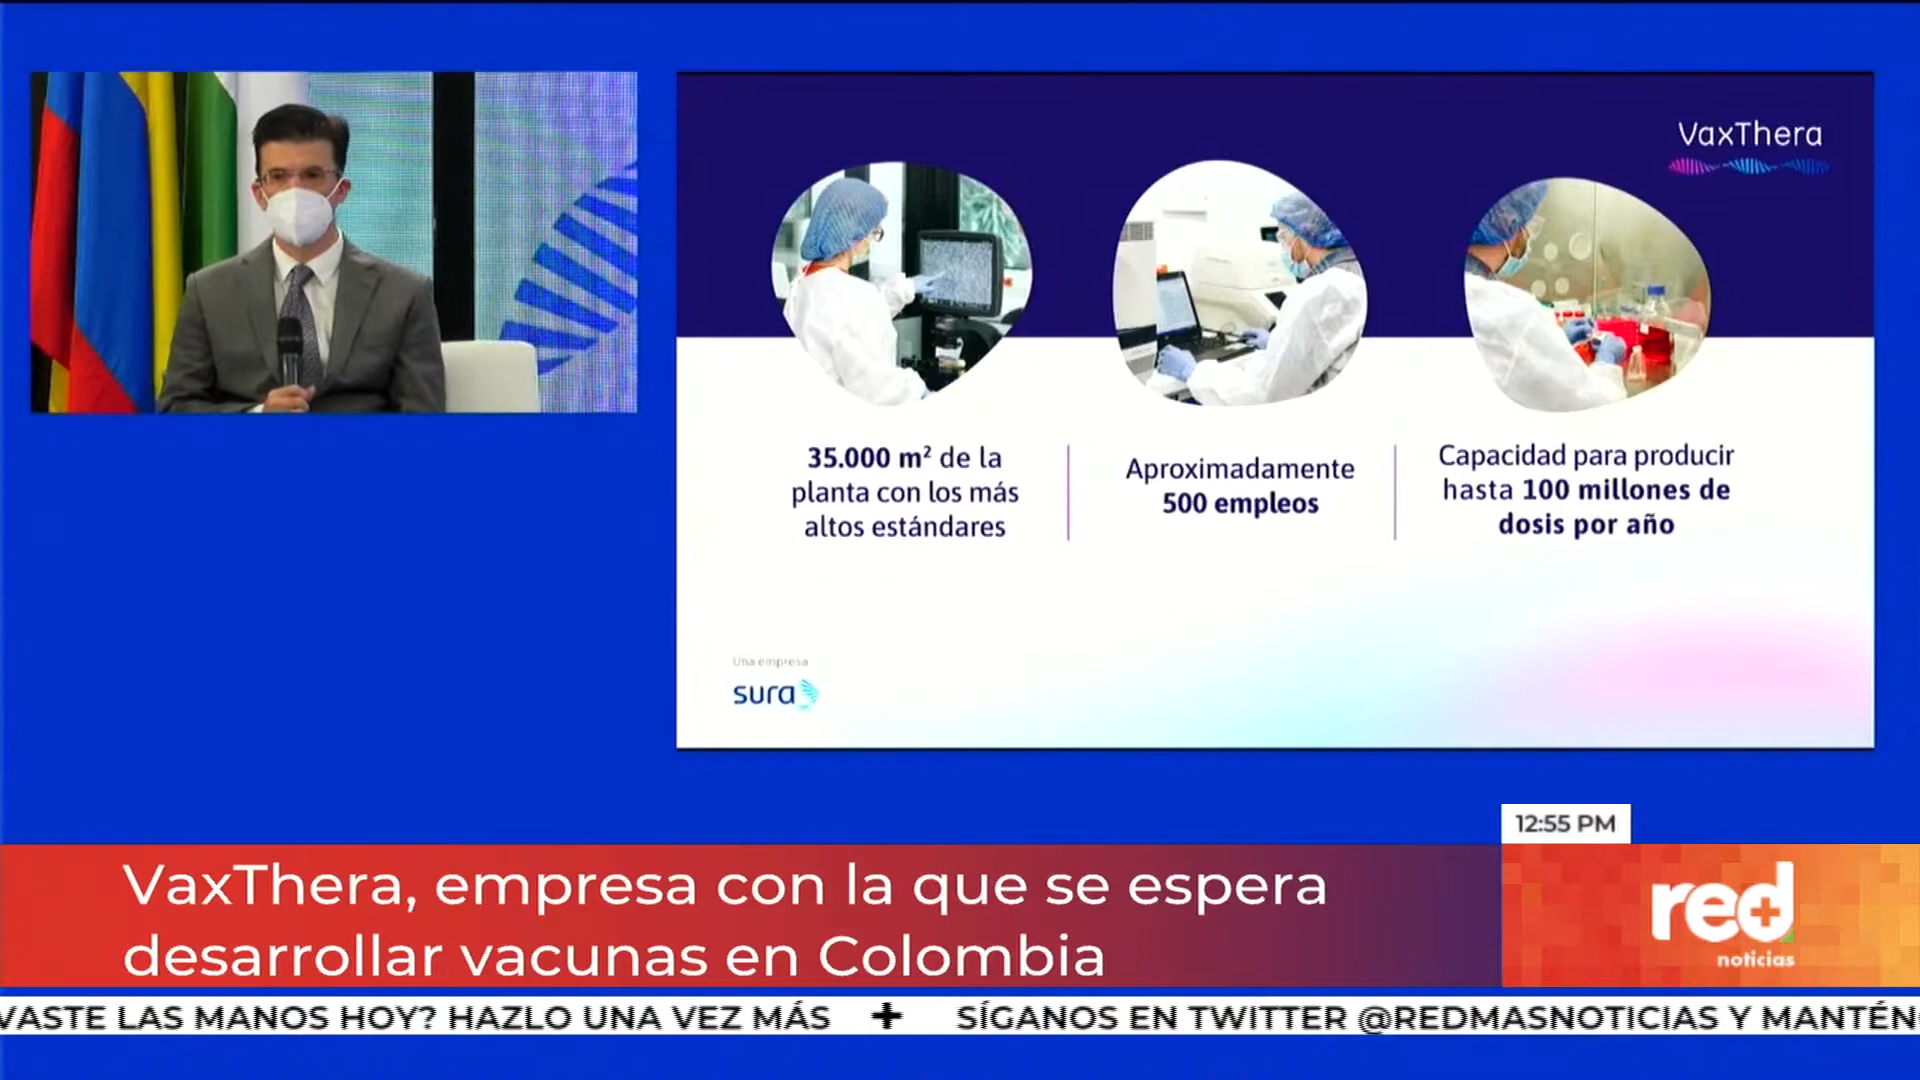 VaxThera
35.000 m² de la
planta con los más
altos estándares
Aproximadamente
500 empleos
Capacidad para producir
hasta 100 millones de
dosis por año
Una empresa
sura
12:55 PM
VaxThera, empresa con la que se espera
desarrollar vacunas en Colombia
red+
noticias
VASTE LAS MANOS HOY? HAZLO UNA VEZ MÁS + SÍGANOS EN TWITTER @REDMASNOTICIAS Y MANTÉN